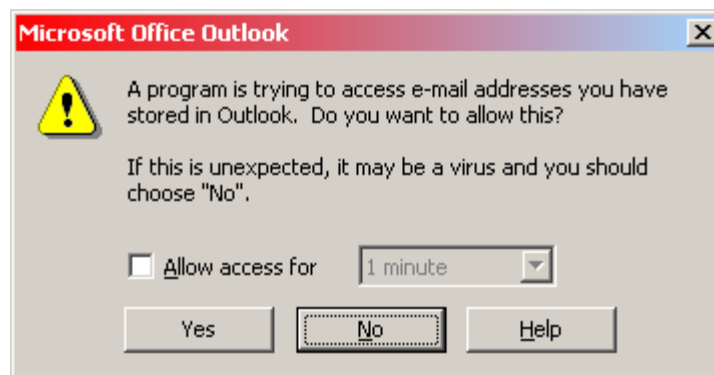 Microsoft Office Outlook
A program is trying to access e-mail addresses you have
stored in Outlook. Do you want to allow this?
If this is unexpected, it may be a virus and you should
choose "No".
Allow access for 1 minute
Yes No Help